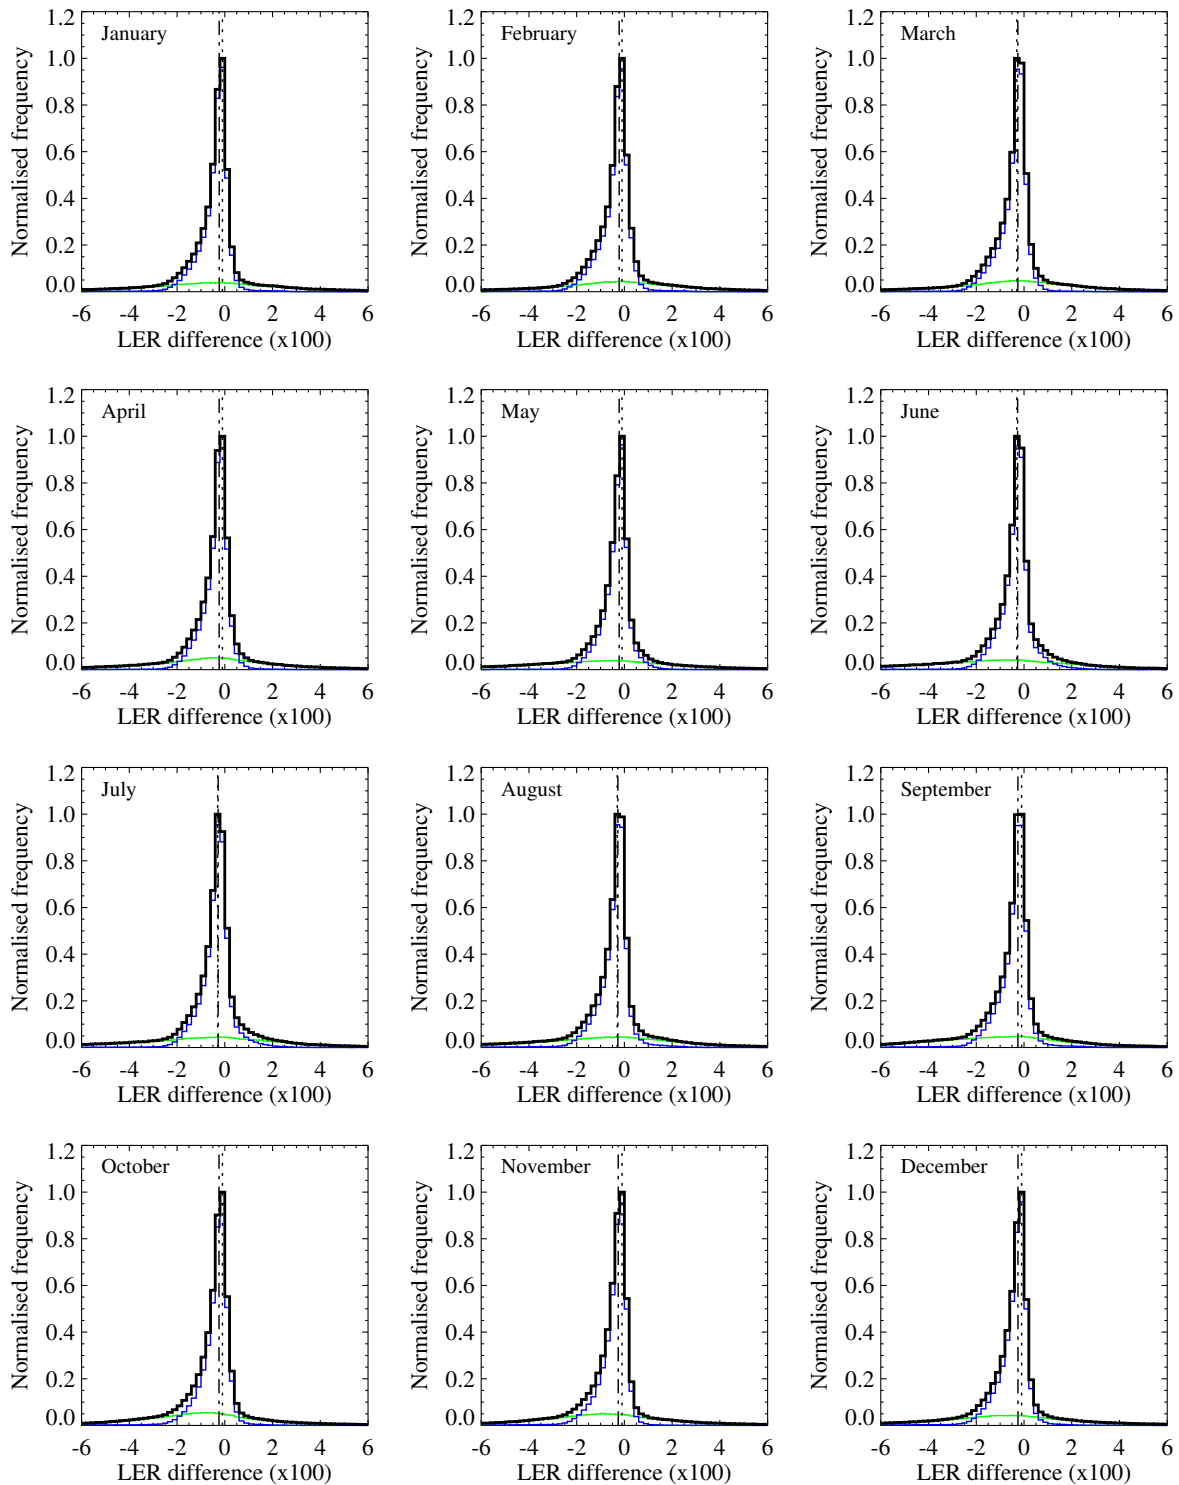 January
February
March
Normalised frequency
1.2
1.0
0.8
0.6
0.4
0.2
0.0
-6 -4 -2 0 2 4 6
LER difference (x100)
Normalised frequency
1.2
1.0
0.8
0.6
0.4
0.2
0.0
-6 -4 -2 0 2 4 6
LER difference (x100)
Normalised frequency
1.2
1.0
0.8
0.6
0.4
0.2
0.0
-6 -4 -2 0 2 4 6
LER difference (x100)
April
May
June
Normalised frequency
1.2
1.0
0.8
0.6
0.4
0.2
0.0
-6 -4 -2 0 2 4 6
LER difference (x100)
Normalised frequency
1.2
1.0
0.8
0.6
0.4
0.2
0.0
-6 -4 -2 0 2 4 6
LER difference (x100)
Normalised frequency
1.2
1.0
0.8
0.6
0.4
0.2
0.0
-6 -4 -2 0 2 4 6
LER difference (x100)
July
August
September
Normalised frequency
1.2
1.0
0.8
0.6
0.4
0.2
0.0
-6 -4 -2 0 2 4 6
LER difference (x100)
Normalised frequency
1.2
1.0
0.8
0.6
0.4
0.2
0.0
-6 -4 -2 0 2 4 6
LER difference (x100)
Normalised frequency
1.2
1.0
0.8
0.6
0.4
0.2
0.0
-6 -4 -2 0 2 4 6
LER difference (x100)
October
November
December
Normalised frequency
1.2
1.0
0.8
0.6
0.4
0.2
0.0
-6 -4 -2 0 2 4 6
LER difference (x100)
Normalised frequency
1.2
1.0
0.8
0.6
0.4
0.2
0.0
-6 -4 -2 0 2 4 6
LER difference (x100)
Normalised frequency
1.2
1.0
0.8
0.6
0.4
0.2
0.0
-6 -4 -2 0 2 4 6
LER difference (x100)